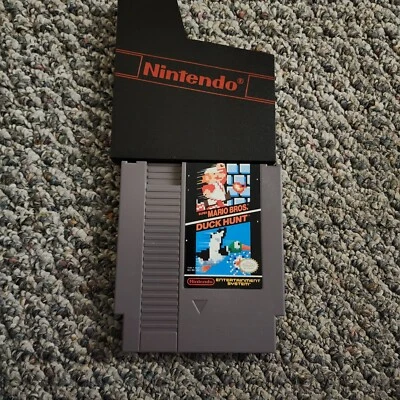 Nintendo®
SUPER MARIO BROS.
DUCK HUNT
Nintendo
ENTERTAINMENT
SYSTEM